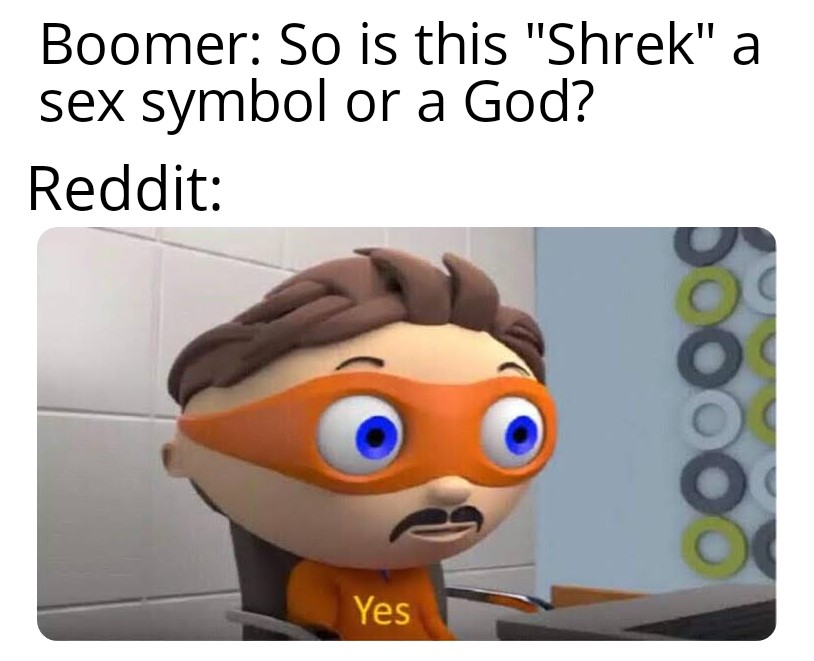 Boomer: So is this "Shrek" a
sex symbol or a God?
Reddit:
Yes